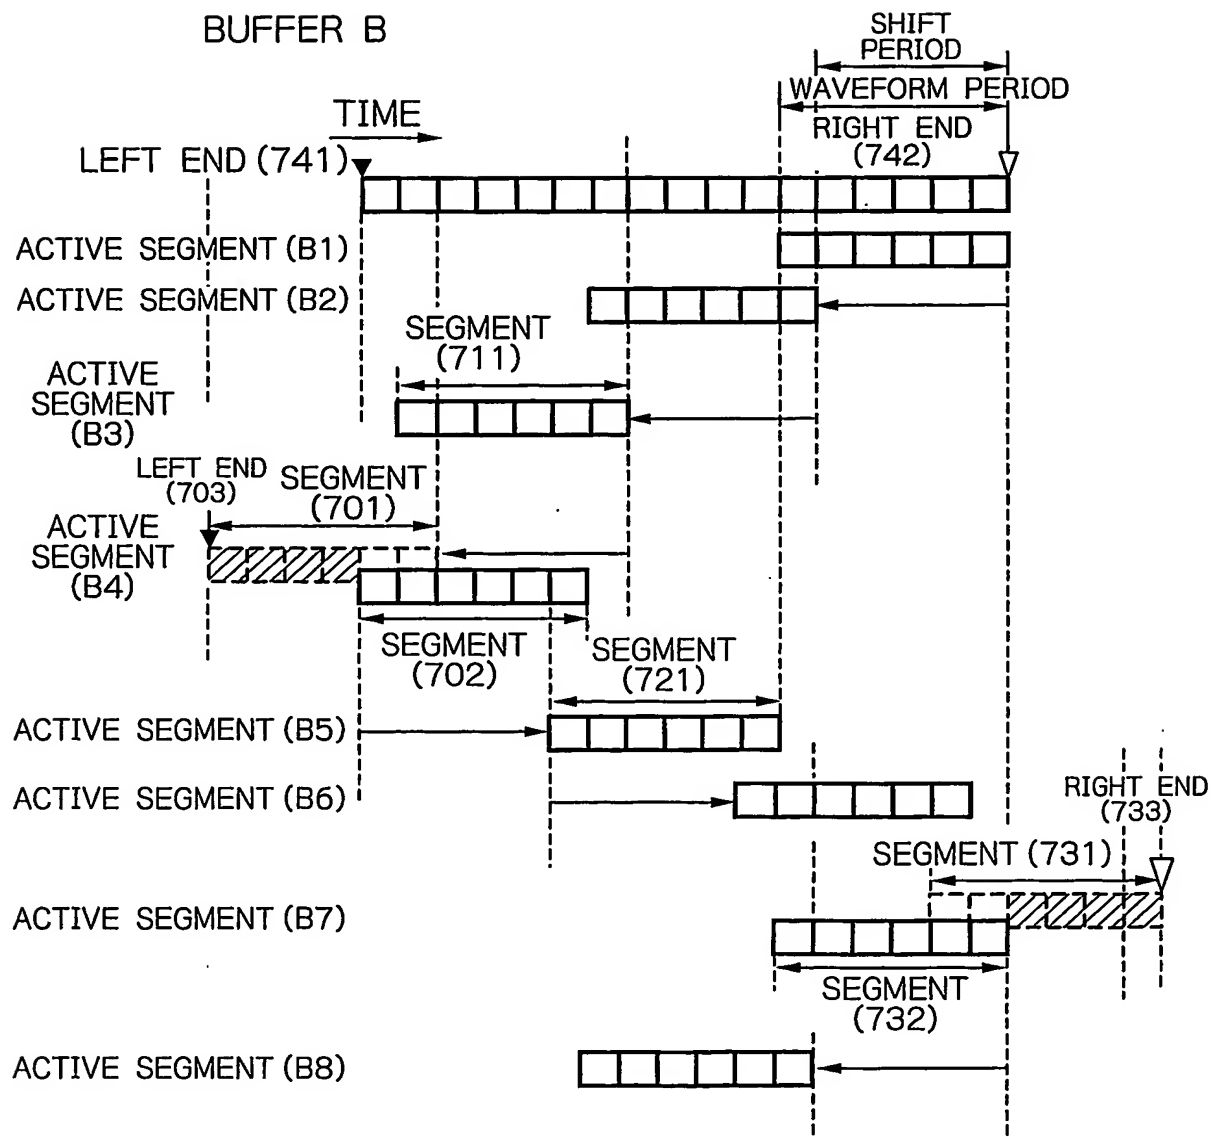 BUFFER B
SHIFT
PERIOD
WAVEFORM PERIOD
TIME
RIGHT END
(742)
LEFT END (741)
ACTIVE SEGMENT (B1)
ACTIVE SEGMENT (B2)
SEGMENT
(711)
ACTIVE
SEGMENT
(B3)
LEFT END
(703)
SEGMENT
(701)
ACTIVE
SEGMENT
(B4)
SEGMENT
(702)
SEGMENT
(721)
ACTIVE SEGMENT (B5)
ACTIVE SEGMENT (B6)
RIGHT END
(733)
SEGMENT (731)
ACTIVE SEGMENT (B7)
SEGMENT
(732)
ACTIVE SEGMENT (B8)